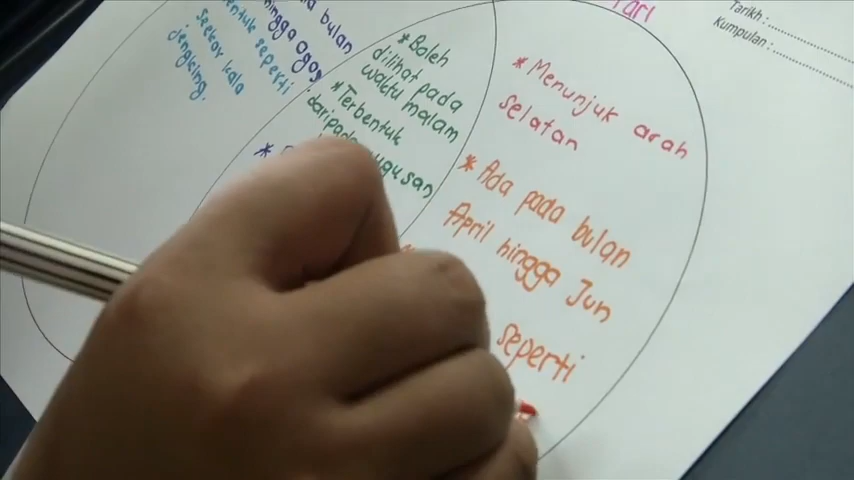 Tarikh :
Kumpulan :
bulan
hingga Ogos
seperti
Seekor kala
jengking.
* Boleh
dilihat pada
waktu malam
* Terbentuk
daripada
gugusan
*
* Menunjuk arah
selatan
* Ada pada bulan
April hingga Jun
seperti